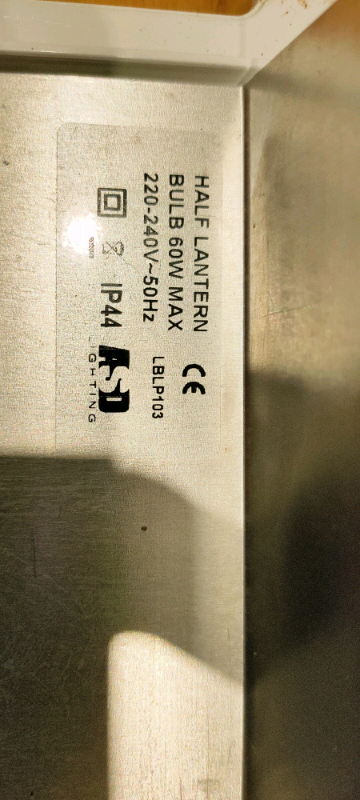 HALF LANTERN
BULB 60W MAX
220-240V~50Hz
CE
LBLP103
IP44
ASD
LIGHTING